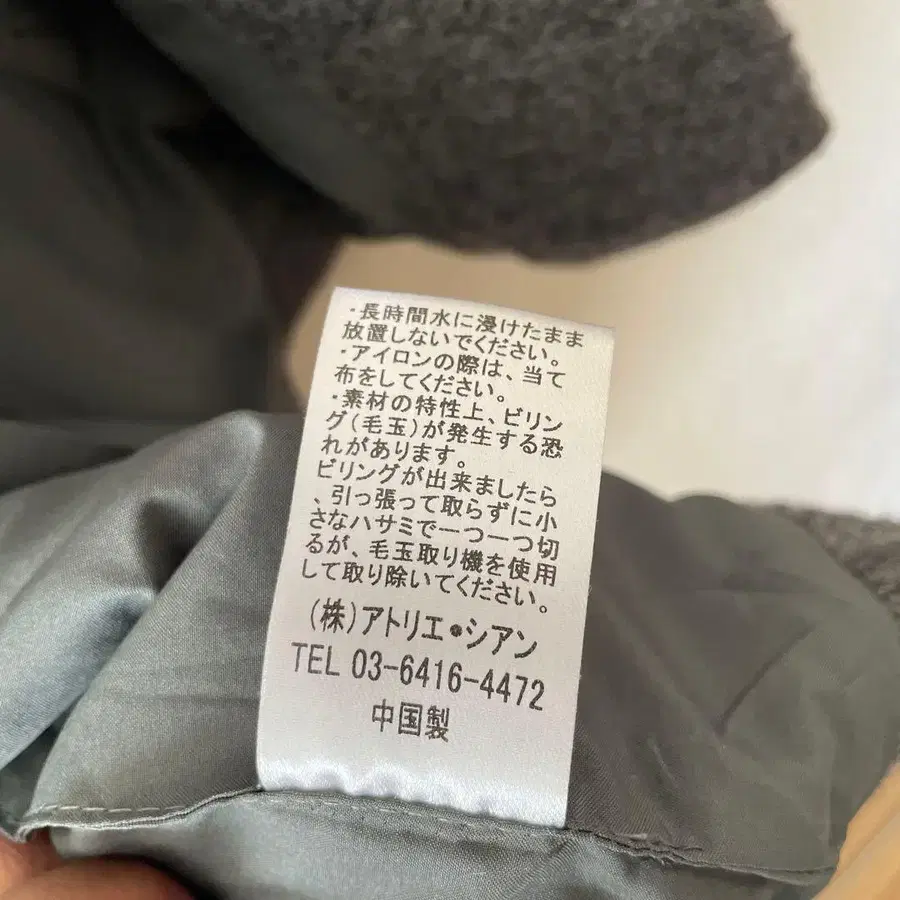 ・長時間水に浸けたまま
放置しないでください。
・アイロンの際は、当て
布をしてください。
・素材の特性上、ビリン
グ(毛玉)が発生する恐
れがあります。
ビリングが出来ましたら
、引っ張って取らずに小
さなハサミで一つ一つ切
るが、毛玉取り機を使用
して取り除いてください。
(株)アトリエ•シアン
TEL 03-6416-4472
中国製